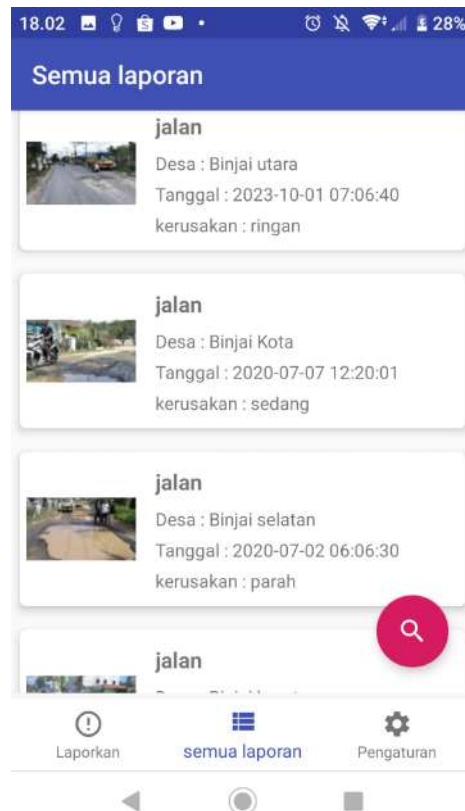 18.02 28%
Semua laporan
jalan
Desa : Binjai utara
Tanggal : 2023-10-01 07:06:40
kerusakan : ringan
jalan
Desa : Binjai Kota
Tanggal : 2020-07-07 12:20:01
kerusakan : sedang
jalan
Desa : Binjai selatan
Tanggal : 2020-07-02 06:06:30
kerusakan : parah
jalan
Laporkan semua laporan Pengaturan